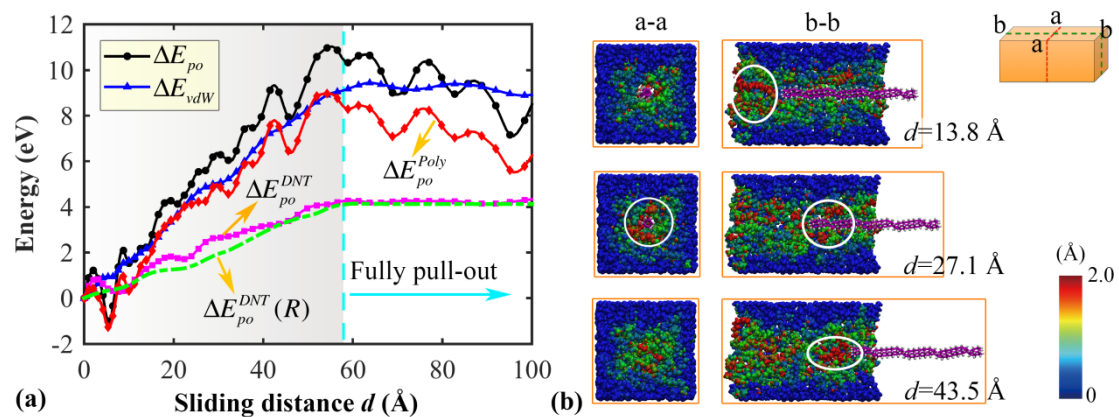 12
10
8
6
4
2
0
-2
Energy (eV)
ΔE_po
ΔE_vdW
ΔE_po^DNT
ΔE_po^Poly
ΔE_po^DNT (R)
Fully pull-out
0 20 40 60 80 100
(a) Sliding distance d (Å)
a-a b-b
d=13.8 Å
d=27.1 Å
d=43.5 Å
(b)
a
b
a b
(Å)
2.0
0